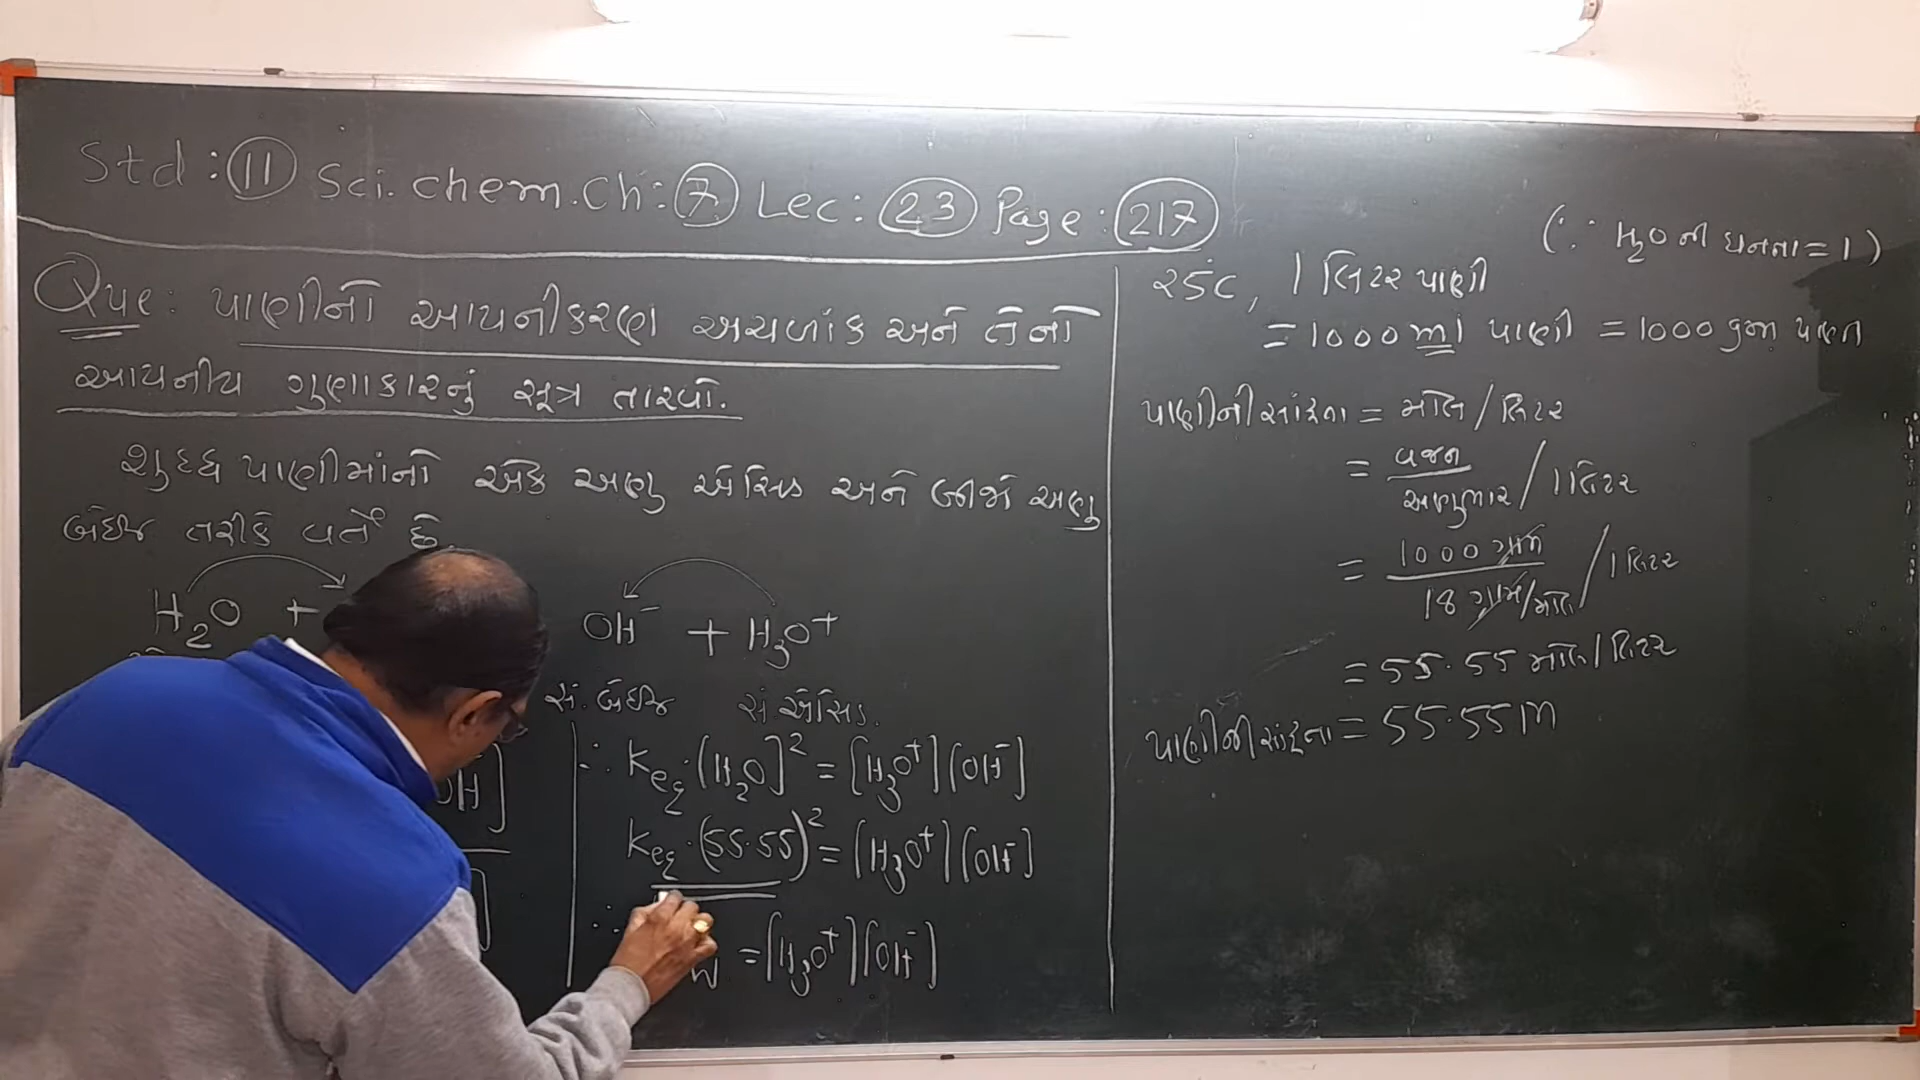 Std : 11 Sci. Chem. Ch : 7 Lec : 23 Page : 217
Que : પાણીનો આયનીકરણ અચળાંક અને તેનો
આયનીય ગુણાકારનું સૂત્ર તારવો.
શુદ્ધ પાણીમાંનો એક અણુ એસિડ અને બીજો અણુ
બેઈજ તરીકે વર્તે છે.
H₂O +
OH⁻ + H₃O⁺
સં. બેઈજ સં. એસિડ.
OH]
∴ Keq · [H₂O]² = [H₃O⁺][OH⁻]
Keq · (55.55)² = [H₃O⁺][OH⁻]
∴ w = [H₃O⁺][OH⁻]
(∵ H₂O ની ઘનતા = 1)
25°C, 1 લિટર પાણી
= 1000 ml પાણી = 1000 ગ્રામ પાણી
પાણીની સાંદ્રતા = મોલ / લિટર
= વજન / અણુભાર / 1 લિટર
= 1000 ગ્રામ / 18 ગ્રામ/મોલ / 1 લિટર
= 55.55 મોલ / લિટર
પાણીની સાંદ્રતા = 55.55 M